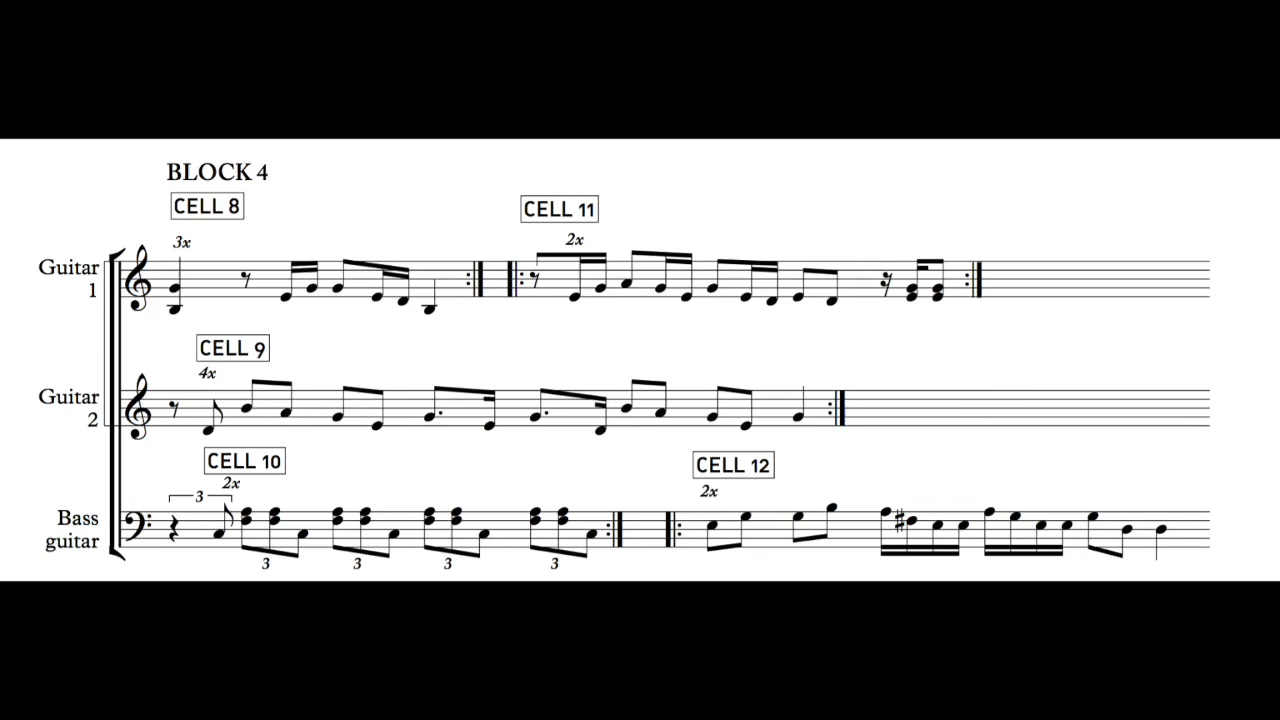 BLOCK 4
CELL 8
CELL 11
3x
2x
Guitar
1
CELL 9
4x
Guitar
2
CELL 10
CELL 12
2x
2x
3
Bass
guitar
3
3
3
3